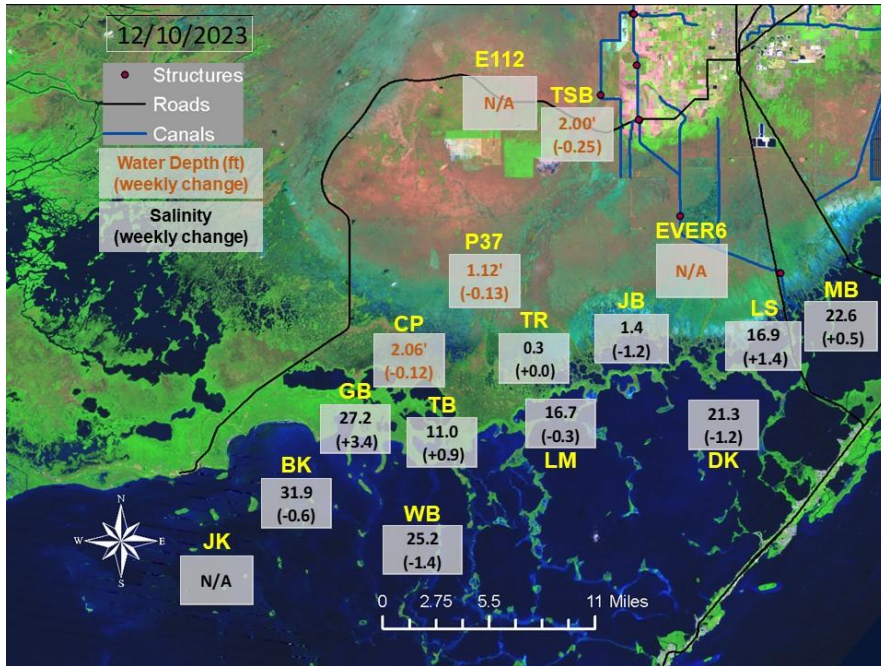 12/10/2023
Structures
Roads
Canals
Water Depth (ft)
(weekly change)
Salinity
(weekly change)
E112
N/A
TSB
2.00'
(-0.25)
P37
1.12'
(-0.13)
EVER6
N/A
CP
2.06'
(-0.12)
TR
0.3
(+0.0)
JB
1.4
(-1.2)
LS
16.9
(+1.4)
MB
22.6
(+0.5)
GB
27.2
(+3.4)
TB
11.0
(+0.9)
16.7
(-0.3)
LM
21.3
(-1.2)
DK
BK
31.9
(-0.6)
WB
25.2
(-1.4)
JK
N/A
N
W E
S
0 2.75 5.5 11 Miles